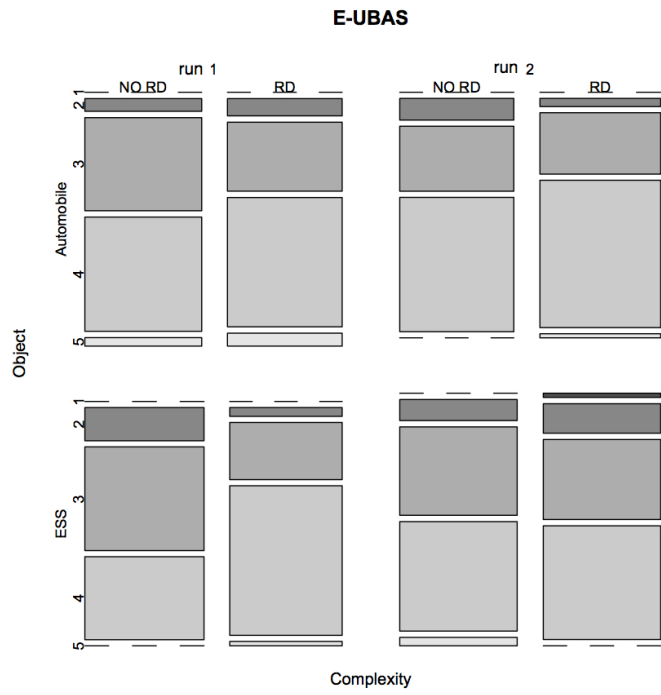 E-UBAS
run 1
run 2
NO RD
RD
NO RD
RD
1
2
3
4
5
Automobile
Object
1
2
3
4
5
ESS
Complexity